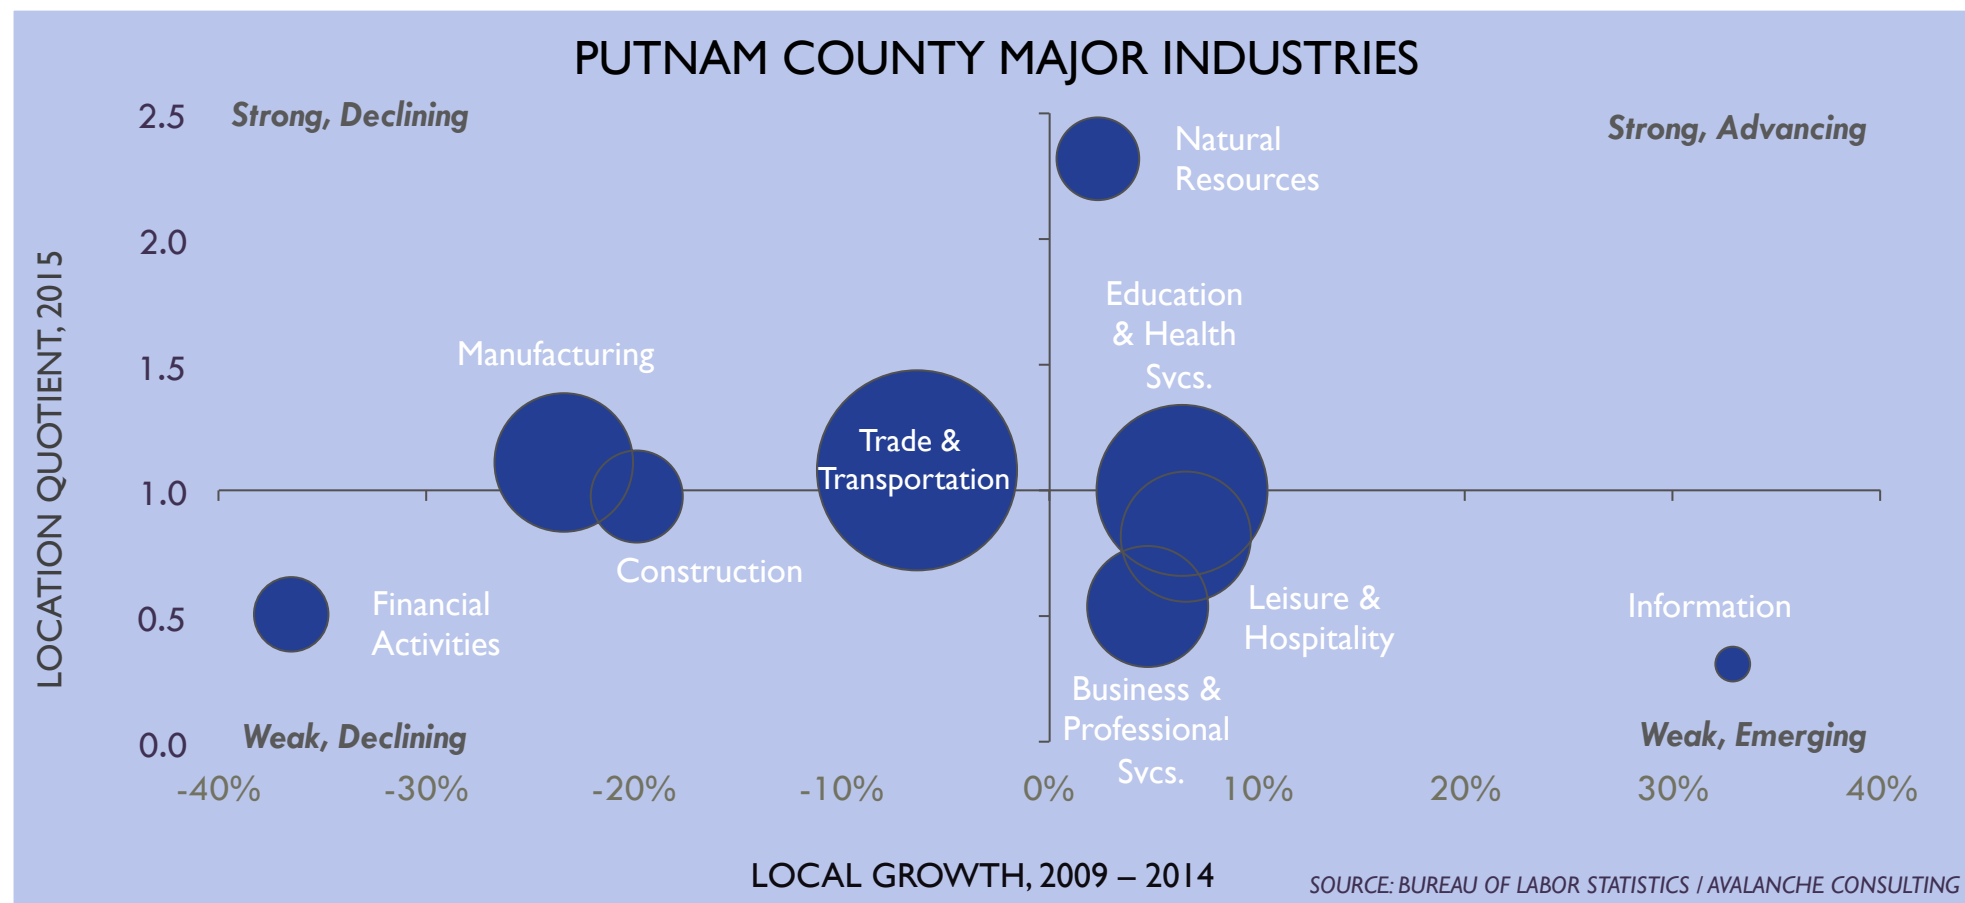 PUTNAM COUNTY MAJOR INDUSTRIES
2.5
Strong, Declining
Strong, Advancing
Natural
Resources
2.0
Education
& Health
Svcs.
Manufacturing
1.5
Trade &
Transportation
1.0
LOCATION QUOTIENT, 2015
Construction
Financial
Activities
0.5
Leisure &
Hospitality
Information
Business &
Professional
Svcs.
Weak, Declining
Weak, Emerging
0.0
-40% -30% -20% -10% 0% 10% 20% 30% 40%
LOCAL GROWTH, 2009 – 2014
SOURCE: BUREAU OF LABOR STATISTICS / AVALANCHE CONSULTING